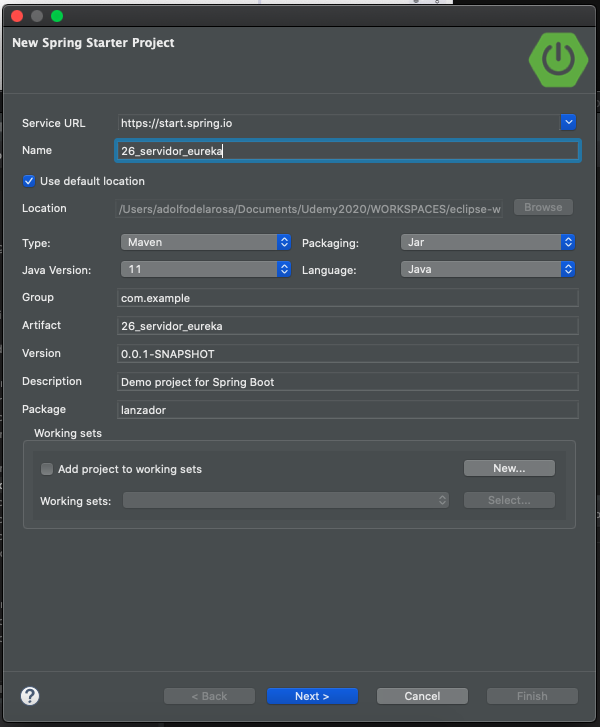 New Spring Starter Project
Service URL https://start.spring.io
Name 26_servidor_eureka
Use default location
Location /Users/adolfodelarosa/Documents/Udemy2020/WORKSPACES/eclipse-w Browse
Type: Maven Packaging: Jar
Java Version: 11 Language: Java
Group com.example
Artifact 26_servidor_eureka
Version 0.0.1-SNAPSHOT
Description Demo project for Spring Boot
Package lanzador
Working sets
Add project to working sets New...
Working sets: Select...
? < Back Next > Cancel Finish